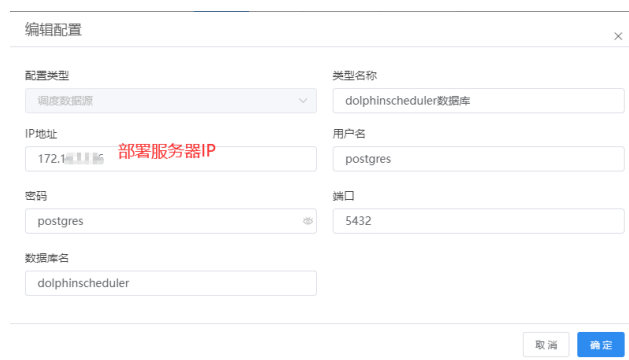 编辑配置
配置类型
类型名称
调度数据源
dolphinscheduler数据库
IP地址
用户名
172.1
部署服务器IP
postgres
密码
端口
postgres
5432
数据库名
dolphinscheduler
取消
确定